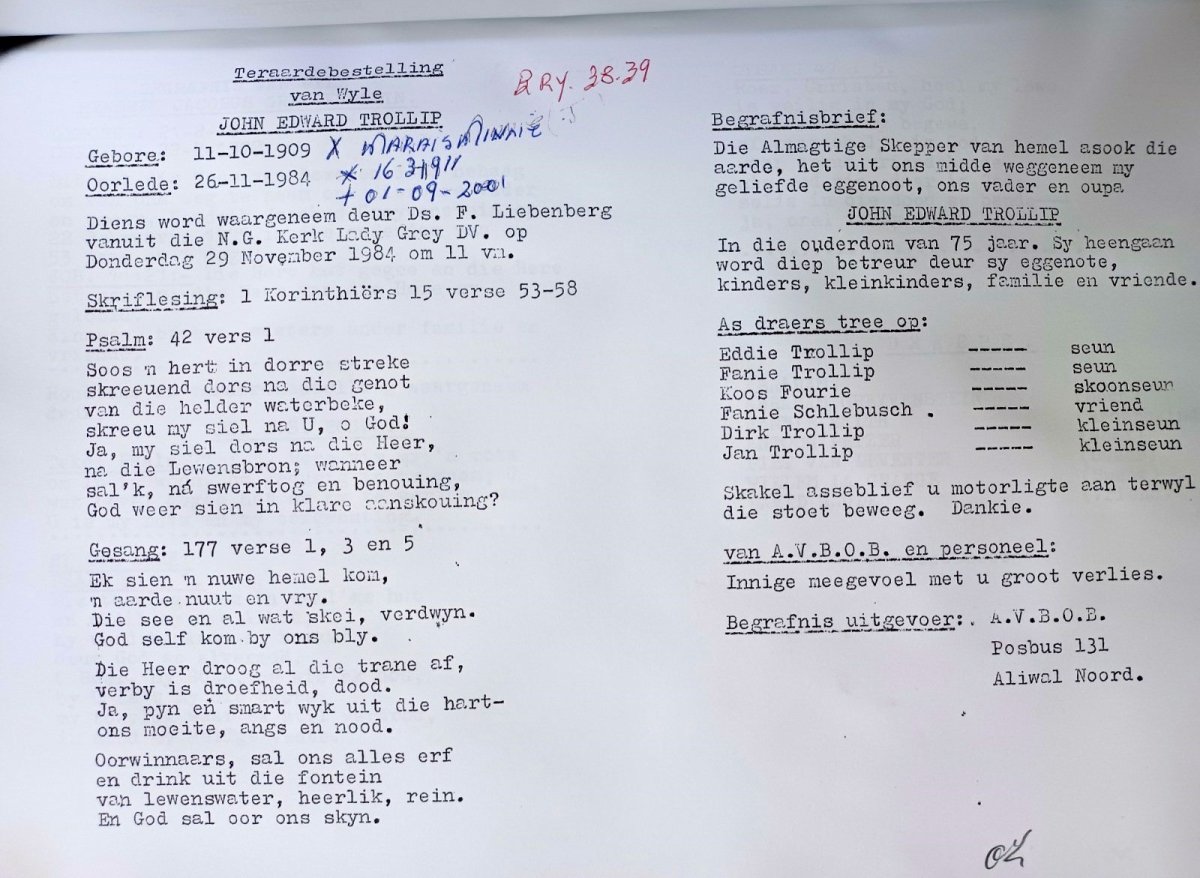 Teraardebestelling
van Wyle
JOHN EDWARD TROLLIP
BRY. 38.39
Gebore: 11-10-1909 X MARAIS MINNIE
Oorlede: 26-11-1984 * 16-3-1911
+ 01-09-2001
Diens word waargeneem deur Ds. F. Liebenberg
vanuit die N.G. Kerk Lady Grey DV. op
Donderdag 29 November 1984 om 11 vm.
Skriflesing: 1 Korinthiërs 15 verse 53-58
Psalm: 42 vers 1
Soos 'n hert in dorre streke
skreeuend dors na die genot
van die helder waterbeke,
skreeu my siel na U, o God!
Ja, my siel dors na die Heer,
na die Lewensbron; wanneer
sal'k, ná swerftog en benouing,
God weer sien in klare aanskouing?
Gesang: 177 verse 1, 3 en 5
Ek sien 'n nuwe hemel kom,
'n aarde nuut en vry.
Die see en al wat skei, verdwyn.
God self kom by ons bly.
Die Heer droog al die trane af,
verby is droefheid, dood.
Ja, pyn en smart wyk uit die hart-
ons moeite, angs en nood.
Oorwinnaars, sal ons alles erf
en drink uit die fontein
van lewenswater, heerlik, rein.
En God sal oor ons skyn.
Begrafnisbrief:
Die Almagtige Skepper van hemel asook die
aarde, het uit ons midde weggeneem my
geliefde eggenoot, ons vader en oupa
JOHN EDWARD TROLLIP
In die ouderdom van 75 jaar. Sy heengaan
word diep betreur deur sy eggenote,
kinders, kleinkinders, familie en vriende.
As draers tree op:
Eddie Trollip ----- seun
Fanie Trollip ----- seun
Koos Fourie ----- skoonseun
Fanie Schlebusch . ----- vriend
Dirk Trollip ----- kleinseun
Jan Trollip ----- kleinseun
Skakel asseblief u motorligte aan terwyl
die stoet beweeg. Dankie.
van A.V.B.O.B. en personeel:
Innige meegevoel met u groot verlies.
Begrafnis uitgevoer: A.V.B.O.B.
Posbus 131
Aliwal Noord.